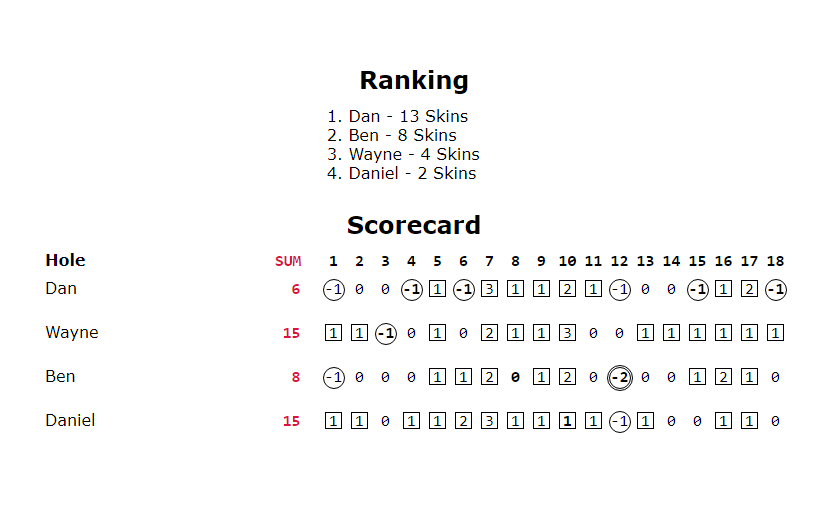 Ranking
1. Dan - 13 Skins
2. Ben - 8 Skins
3. Wayne - 4 Skins
4. Daniel - 2 Skins
Scorecard
Hole SUM 1 2 3 4 5 6 7 8 9 10 11 12 13 14 15 16 17 18
Dan 6 -1 0 0 -1 1 -1 3 1 1 2 1 -1 0 0 -1 1 2 -1
Wayne 15 1 1 -1 0 1 0 2 1 1 3 0 0 1 1 1 1 1 1
Ben 8 -1 0 0 0 1 1 2 0 1 2 0 -2 0 0 1 2 1 0
Daniel 15 1 1 0 1 1 2 3 1 1 1 1 -1 1 0 0 1 1 0